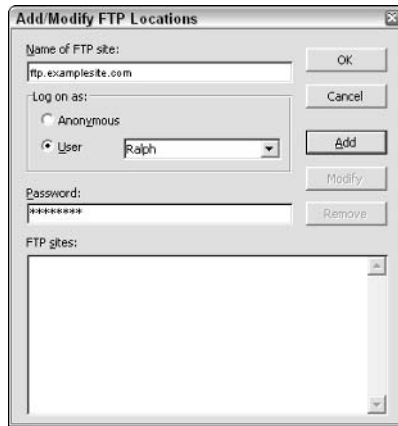 Add/Modify FTP Locations
Name of FTP site:
ftp.examplesite.com
OK
Log on as:
Cancel
Anonymous
User
Ralph
Add
Modify
Password:
********
Remove
FTP sites: